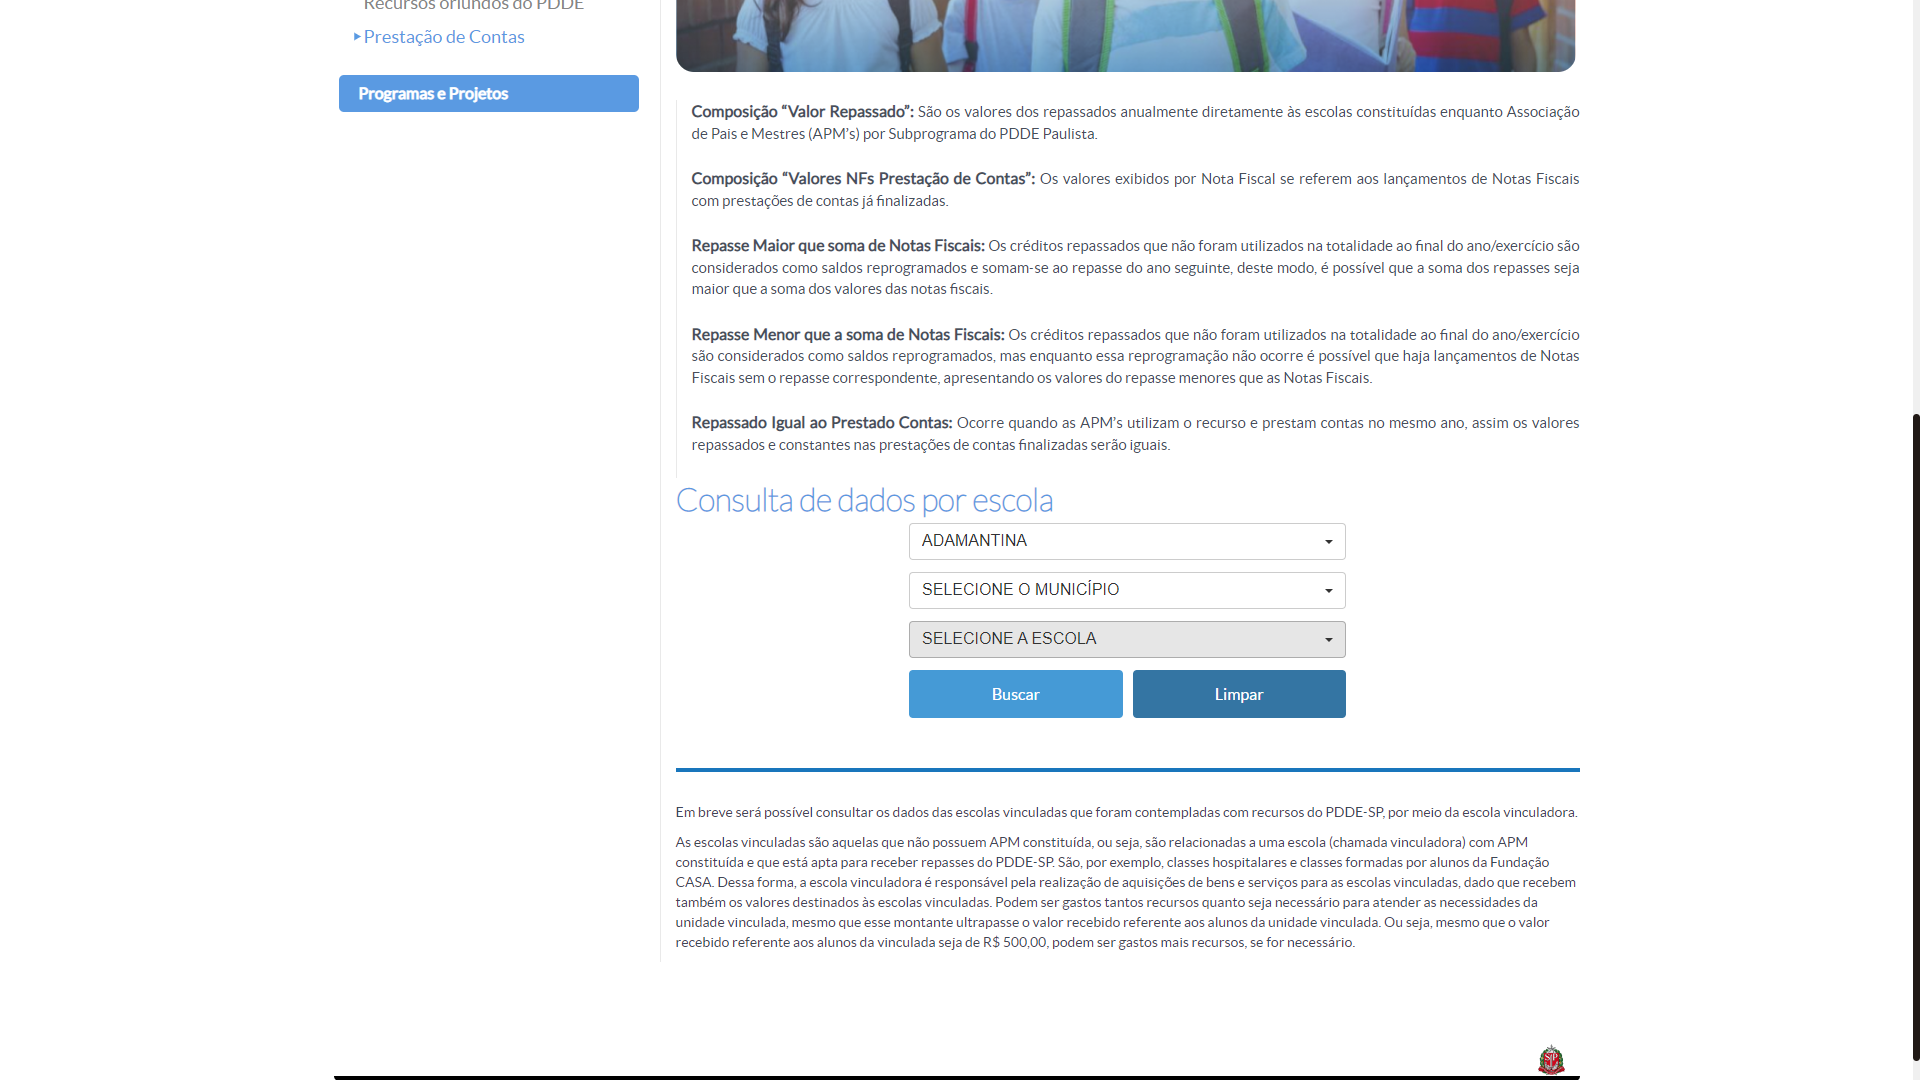 Recursos oriundos do PDDE
Prestação de Contas
Programas e Projetos
Composição “Valor Repassado”: São os valores dos repassados anualmente diretamente às escolas constituídas enquanto Associação
de Pais e Mestres (APM’s) por Subprograma do PDDE Paulista.
Composição “Valores NFs Prestação de Contas”: Os valores exibidos por Nota Fiscal se referem aos lançamentos de Notas Fiscais
com prestações de contas já finalizadas.
Repasse Maior que soma de Notas Fiscais: Os créditos repassados que não foram utilizados na totalidade ao final do ano/exercício são
considerados como saldos reprogramados e somam-se ao repasse do ano seguinte, deste modo, é possível que a soma dos repasses seja
maior que a soma dos valores das notas fiscais.
Repasse Menor que a soma de Notas Fiscais: Os créditos repassados que não foram utilizados na totalidade ao final do ano/exercício
são considerados como saldos reprogramados, mas enquanto essa reprogramação não ocorre é possível que haja lançamentos de Notas
Fiscais sem o repasse correspondente, apresentando os valores do repasse menores que as Notas Fiscais.
Repassado Igual ao Prestado Contas: Ocorre quando as APM’s utilizam o recurso e prestam contas no mesmo ano, assim os valores
repassados e constantes nas prestações de contas finalizadas serão iguais.
Consulta de dados por escola
ADAMANTINA
SELECIONE O MUNICÍPIO
SELECIONE A ESCOLA
Buscar
Limpar
Em breve será possível consultar os dados das escolas vinculadas que foram contempladas com recursos do PDDE-SP, por meio da escola vinculadora.
As escolas vinculadas são aquelas que não possuem APM constituída, ou seja, são relacionadas a uma escola (chamada vinculadora) com APM
constituída e que está apta para receber repasses do PDDE-SP. São, por exemplo, classes hospitalares e classes formadas por alunos da Fundação
CASA. Dessa forma, a escola vinculadora é responsável pela realização de aquisições de bens e serviços para as escolas vinculadas, dado que recebem
também os valores destinados às escolas vinculadas. Podem ser gastos tantos recursos quanto seja necessário para atender as necessidades da
unidade vinculada, mesmo que esse montante ultrapasse o valor recebido referente aos alunos da unidade vinculada. Ou seja, mesmo que o valor
recebido referente aos alunos da vinculada seja de R$ 500,00, podem ser gastos mais recursos, se for necessário.